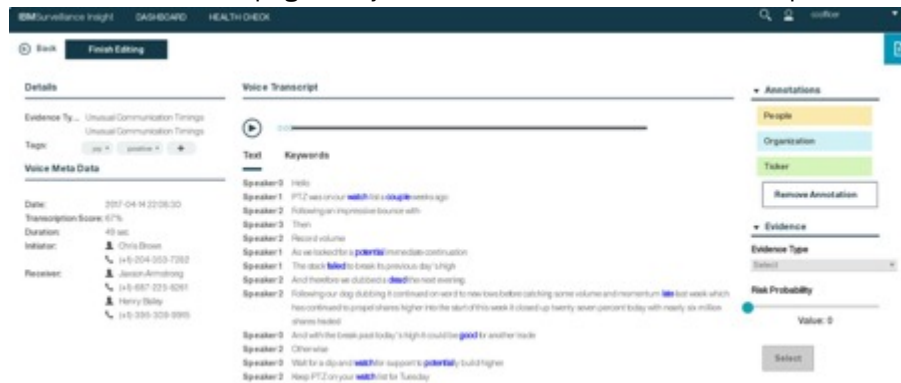 IBM Surveillance Insight DASHBOARD HEALTH CHECK
Back Finish Editing
Details
Evidence Ty... Unusual Communication Timings
Unusual Communication Timings
Tags: joy × positive × +
Voice Meta Data
Date: 2017-04-14 22:08:30
Transcription Score: 67%
Duration: 49 sec
Initiator: Chris Brown
Receiver: Jaxson Armstrong
Henry Bailey
Voice Transcript
Text Keywords
Speaker 0 Hello
Speaker 1 PTZ was on our watch list a couple weeks ago
Speaker 2 Following an impressive bounce with
Speaker 3 Then
Speaker 2 Record volume
Speaker 1 As we looked for a potential immediate continuation
Speaker 1 The stock failed to break its previous day's high
Speaker 2 And therefore we dubbed it a dead the next evening
Speaker 2 Following our dog dubbing it continued on word to new lows before catching some volume and momentum late last week which
has continued to propel shares higher into the start of this week it closed up twenty seven percent today with nearly six million
shares traded
Speaker 0 And with the break past today's high it could be good for another trade
Speaker 2 Otherwise
Speaker 0 Wait for a dip and watch for support to potentially build higher
Speaker 2 Keep PTZ on your watch list for Tuesday
Annotations
People
Organization
Ticker
Remove Annotation
Evidence
Evidence Type
Select
Risk Probability
Value: 0
Select